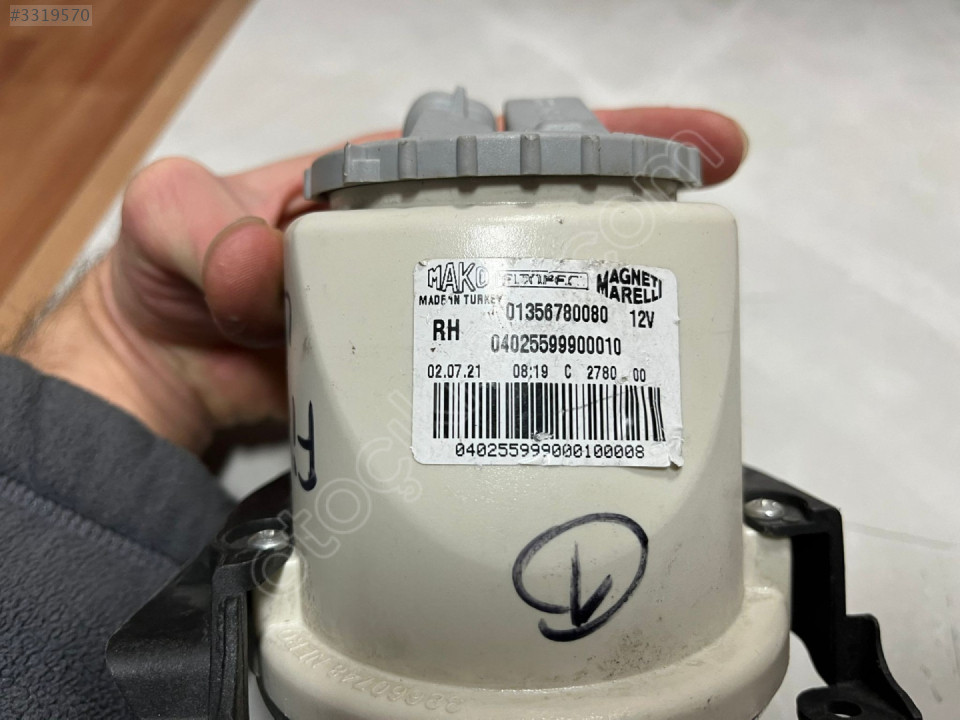 #3319570
MAKO MAGNETI MARELLI
MADE IN TURKEY
01356780080 12V
RH
04025599900010
02.07.21 08:19 C 2780 00
040255999000100008